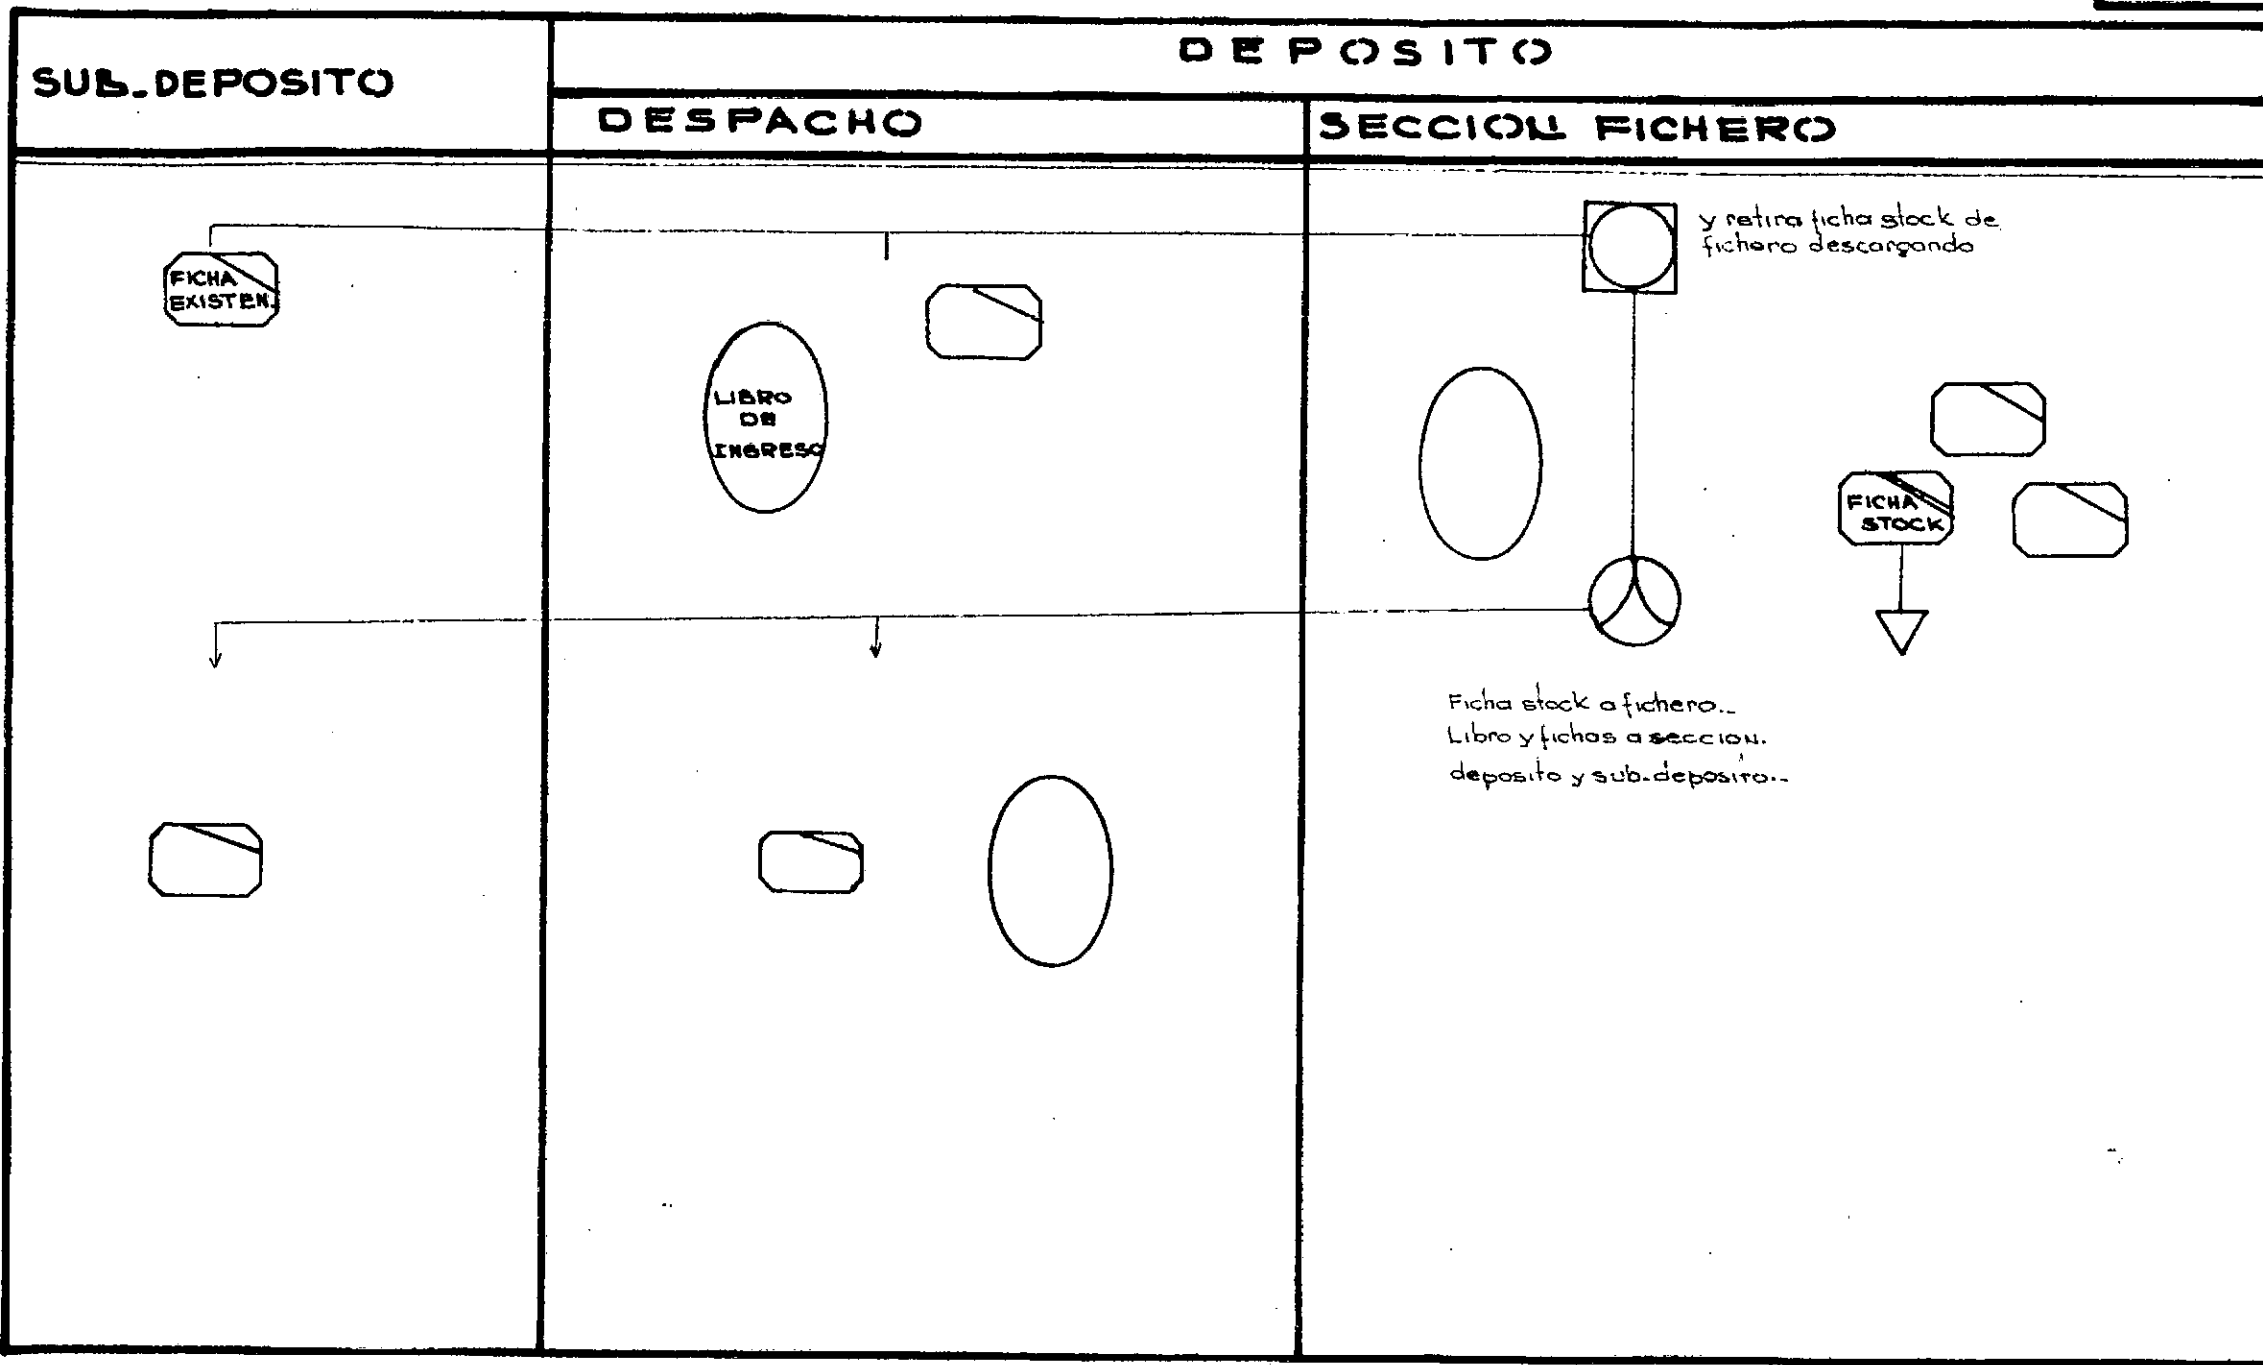 SUB-DEPOSITO
DEPOSITO
DESPACHO
SECCION FICHERO
y retira ficha stock de
fichero descargando
FICHA
EXISTEN.
LIBRO
DE
INGRESO
FICHA
STOCK
Ficha stock a fichero..
Libro y fichas a seccion.
deposito y sub-deposito..